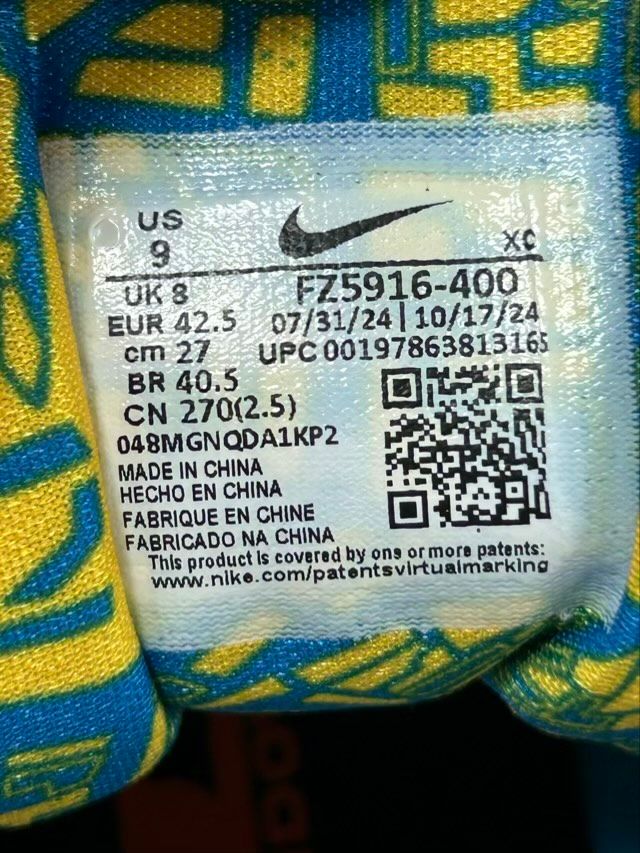 US
9
XC
UK 8
FZ5916-400
EUR 42.5
07/31/24 | 10/17/24
cm 27
UPC 00197863813165
BR 40.5
CN 270(2.5)
048MGNQDA1KP2
MADE IN CHINA
HECHO EN CHINA
FABRIQUE EN CHINE
FABRICADO NA CHINA
This product is covered by one or more patents:
www.nike.com/patentsvirtualmarking